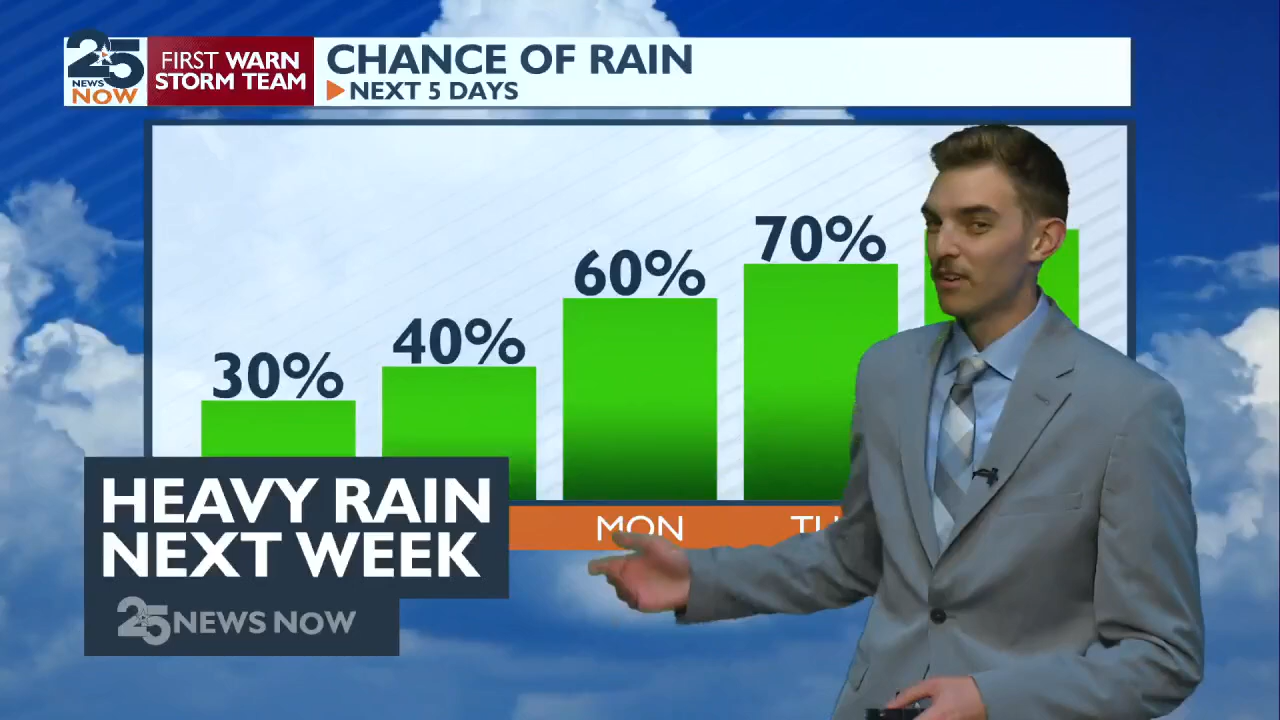 25
NEWS
NOW
FIRST WARN
STORM TEAM
CHANCE OF RAIN
NEXT 5 DAYS
30%
40%
60%
70%
MON
TU
HEAVY RAIN
NEXT WEEK
25 NEWS NOW